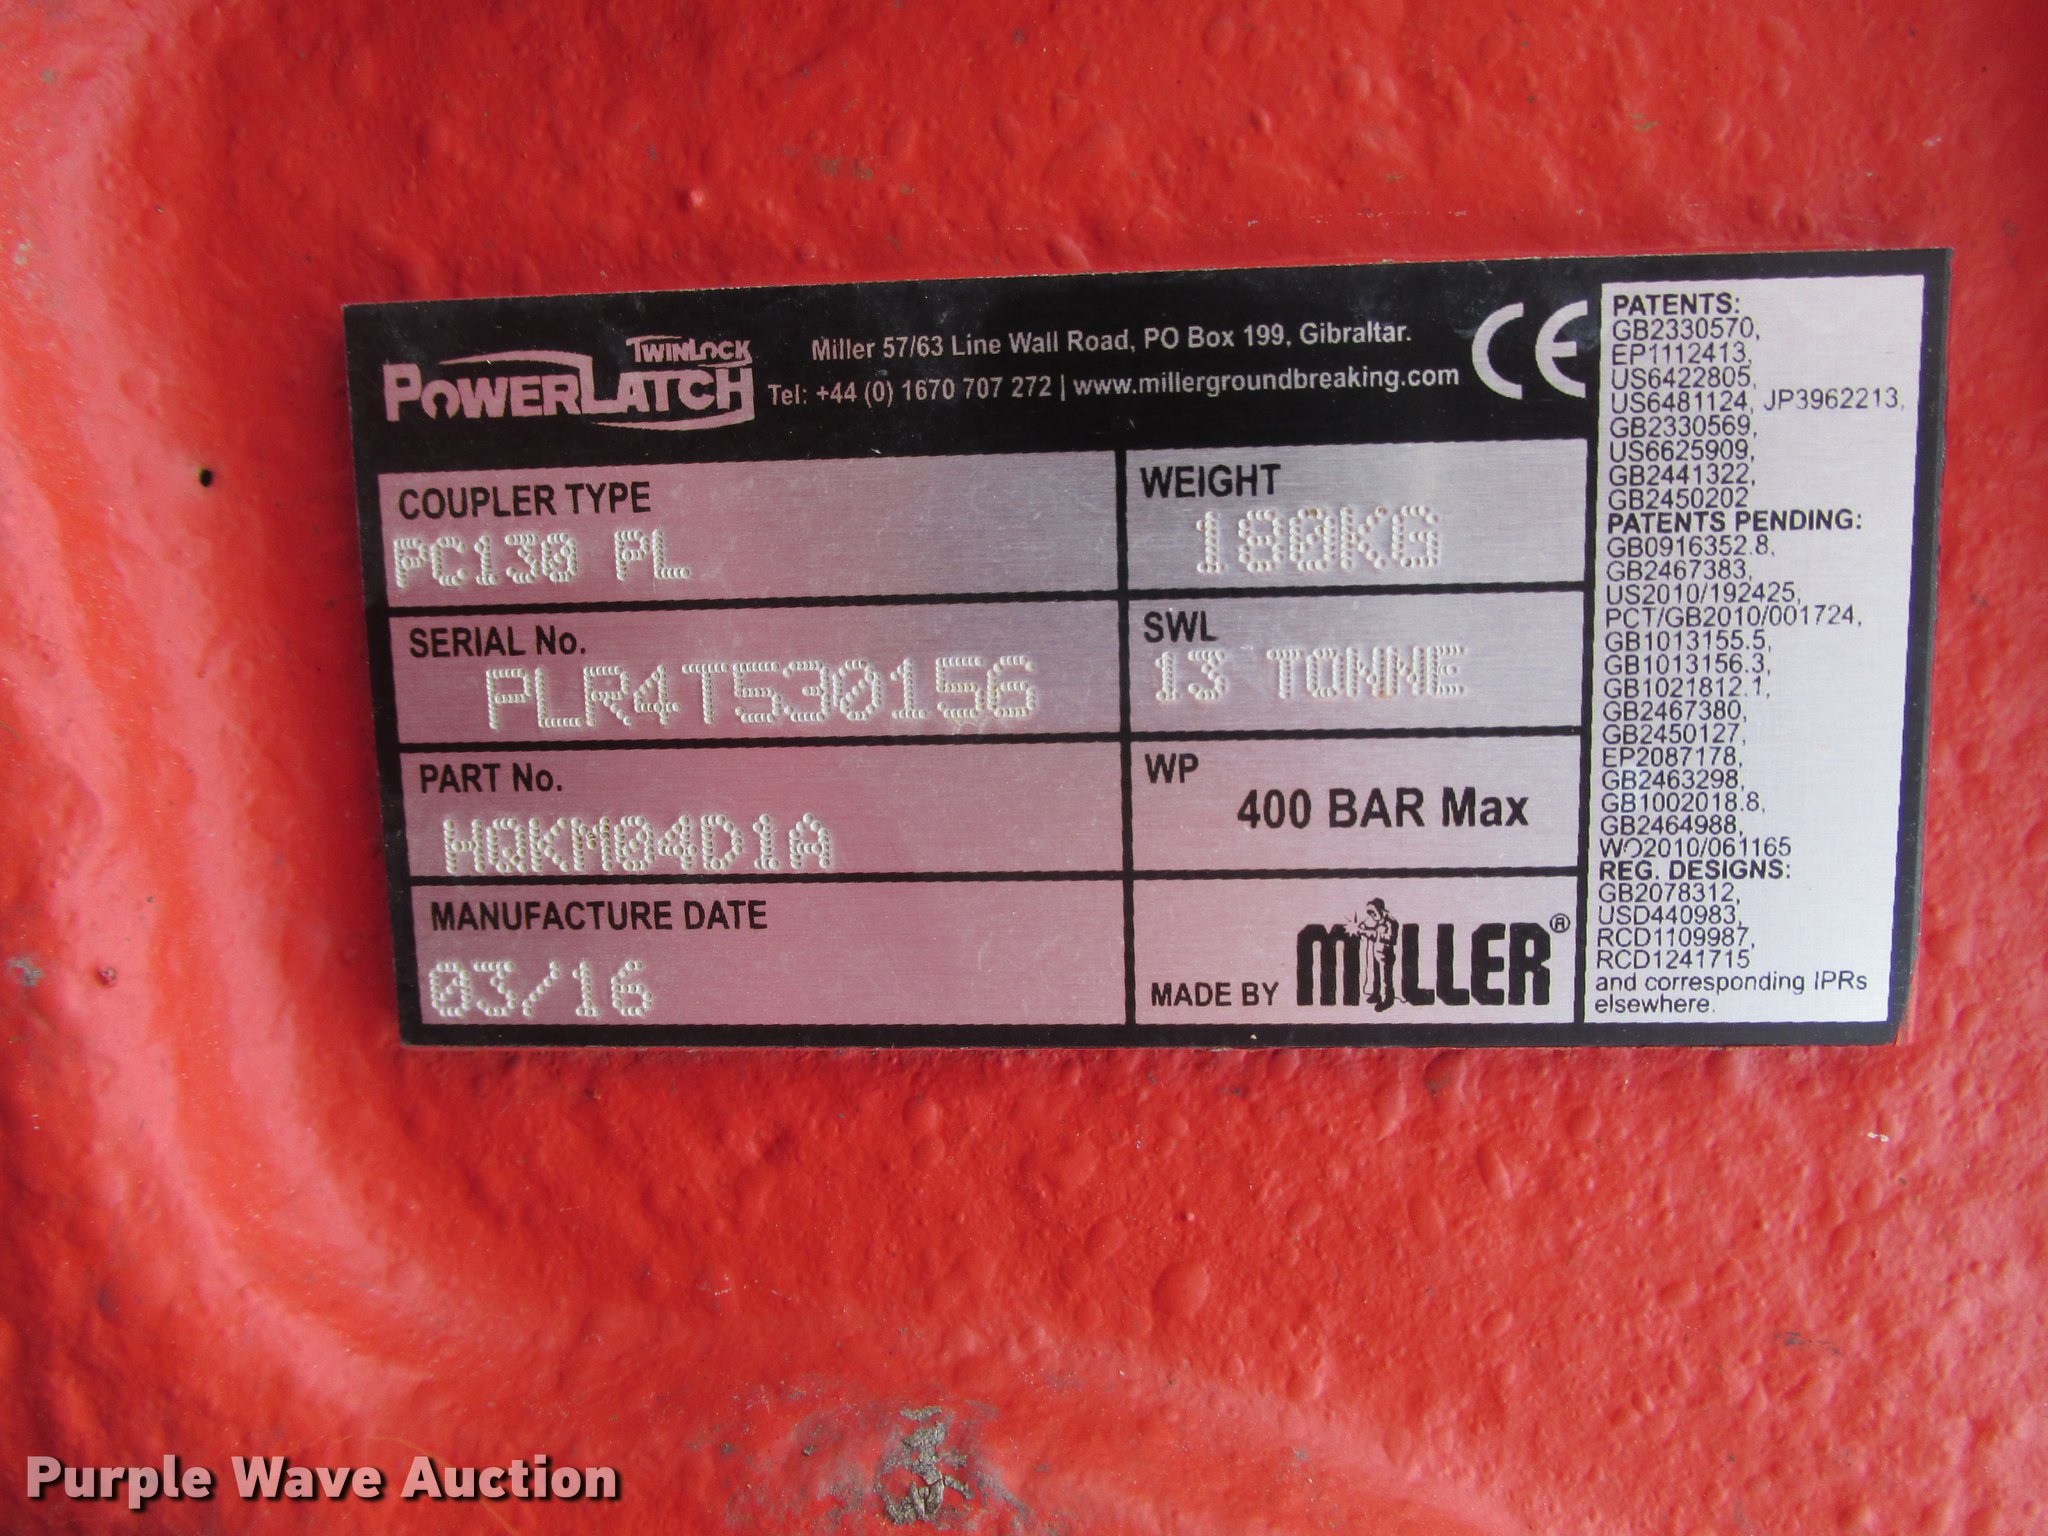 TWINLOCK
POWERLATCH
Miller 57/63 Line Wall Road, PO Box 199, Gibraltar.
Tel: +44 (0) 1670 707 272 | www.millergroundbreaking.com
CE
COUPLER TYPE
PC130 PL
SERIAL No.
PLR4T530156
PART No.
HQKM04D1A
MANUFACTURE DATE
03/16
WEIGHT
180KG
SWL
13 TONNE
WP
400 BAR Max
MADE BY MILLER®
PATENTS:
GB2330570,
EP1112413,
US6422805,
US6481124, JP3962213,
GB2330569,
US6625909,
GB2441322,
GB2450202
PATENTS PENDING:
GB0916352.8,
GB2467383,
US2010/192425,
PCT/GB2010/001724,
GB1013155.5,
GB1013156.3,
GB1021812.1,
GB2467380,
GB2450127,
EP2087178,
GB2463298,
GB1002018.8,
GB2464988,
WO2010/061165
REG. DESIGNS:
GB2078312,
USD440983,
RCD1109987,
RCD1241715
and corresponding IPRs
elsewhere.
Purple Wave Auction